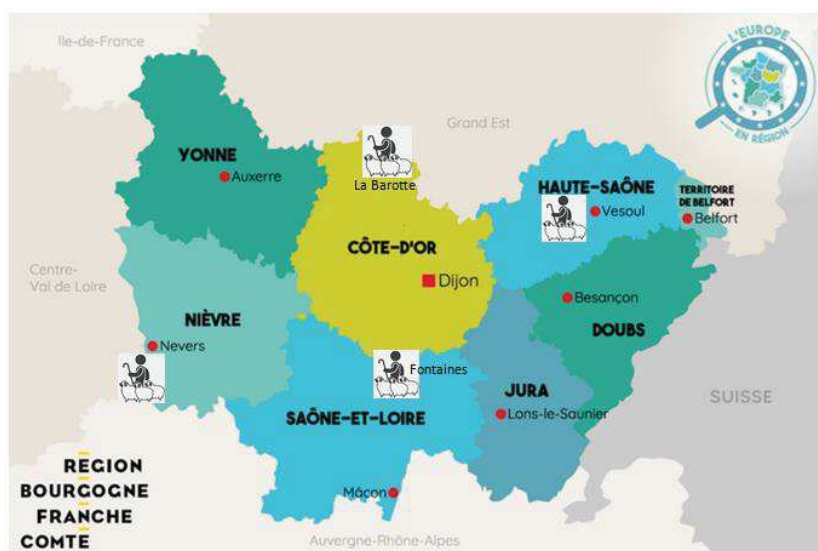 Ile-de-France
L'EUROPE
EN RÉGION
Grand Est
YONNE
Auxerre
La Barotte
HAUTE-SAÔNE
Vesoul
TERRITOIRE
DE BELFORT
Belfort
CÔTE-D'OR
Dijon
Centre-
Val de Loire
NIÈVRE
Nevers
Besançon
DOUBS
Fontaines
JURA
Lons-le-Saunier
SUISSE
SAÔNE-ET-LOIRE
Mâcon
REGION
BOURGOGNE
FRANCHE
COMTE
Auvergne-Rhône-Alpes